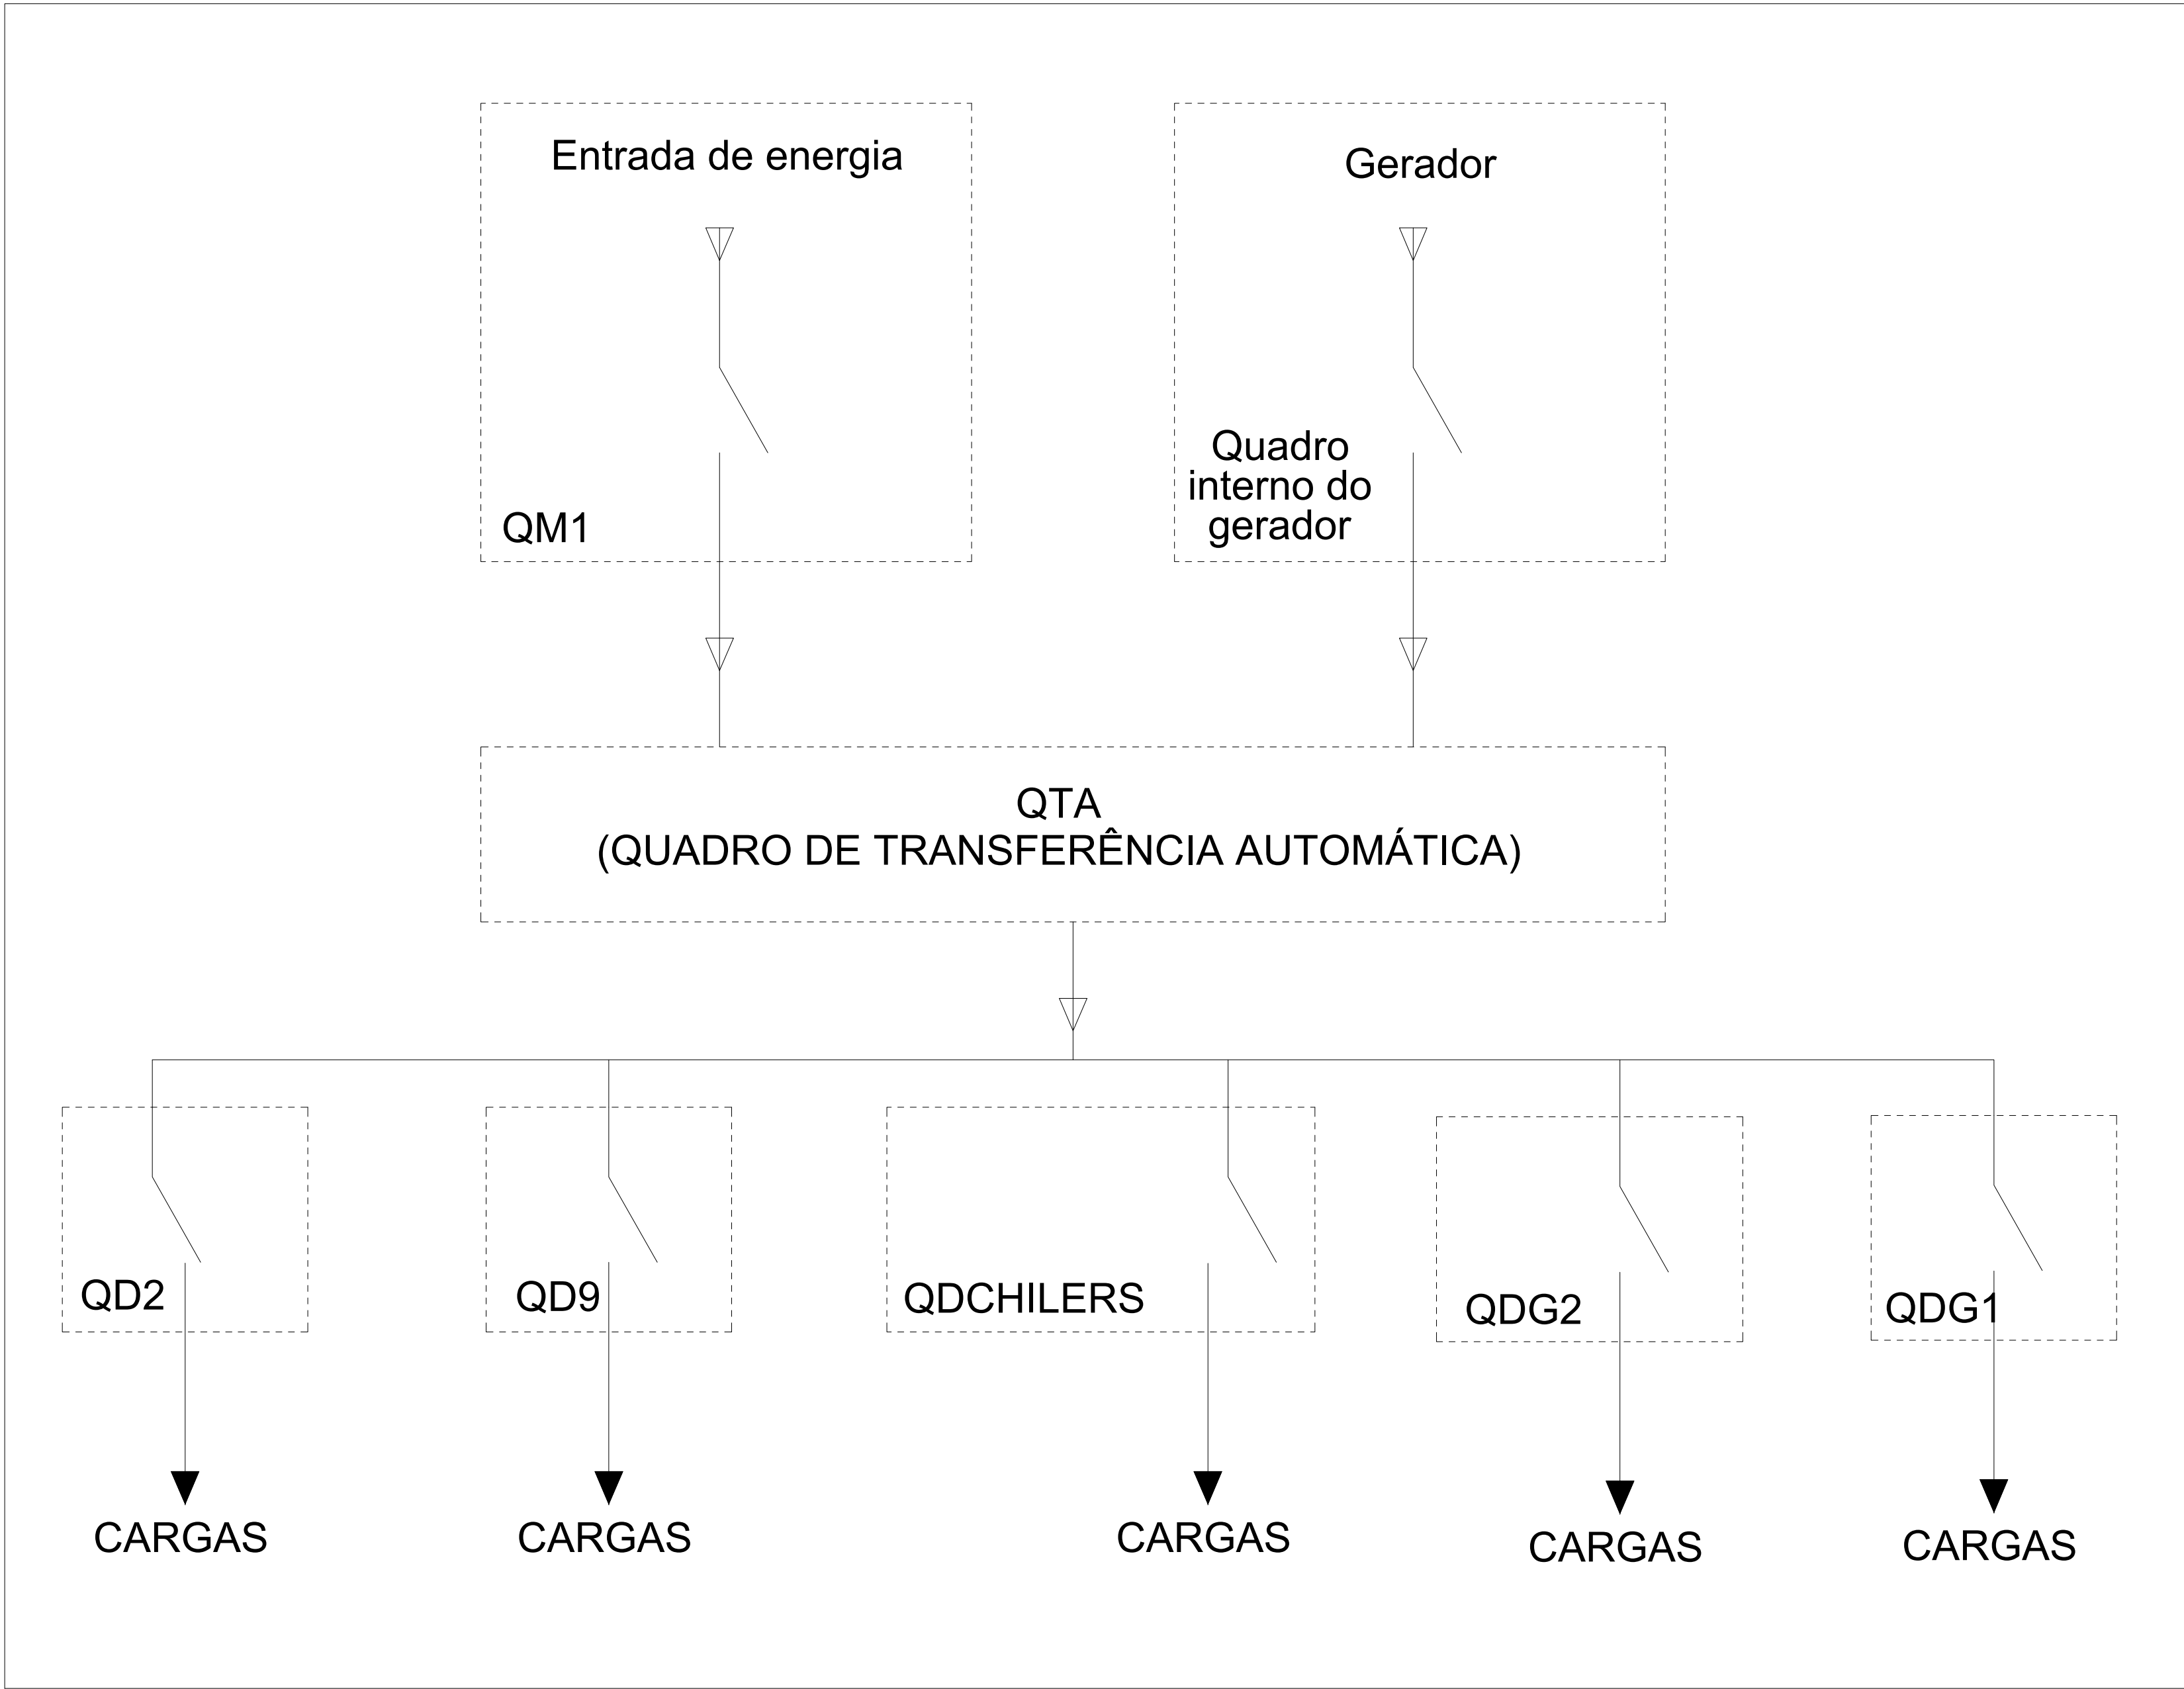 Entrada de energia
Gerador
Quadro
interno do
gerador
QM1
QTA
(QUADRO DE TRANSFERÊNCIA AUTOMÁTICA)
QD2
QD9
QDCHILERS
QDG2
QDG1
CARGAS
CARGAS
CARGAS
CARGAS
CARGAS